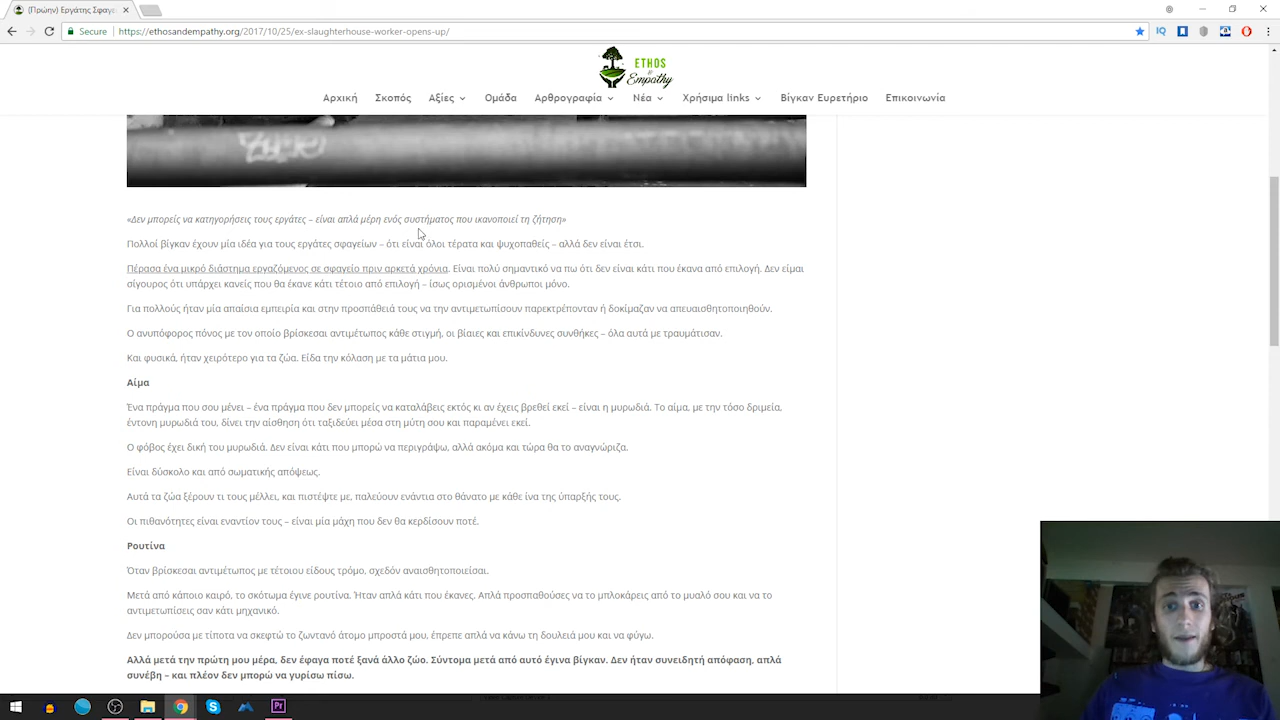 (Πρώην) Εργάτης Σφαγε
Secure
https://ethosandempathy.org/2017/10/25/ex-slaughterhouse-worker-opens-up/
ETHOS
&
Empathy
Αρχική Σκοπός Αξίες Ομάδα Αρθρογραφία Νέα Χρήσιμα links Βίγκαν Ευρετήριο Επικοινωνία
«Δεν μπορείς να κατηγορήσεις τους εργάτες – είναι απλά μέρη ενός συστήματος που ικανοποιεί τη ζήτηση»
Πολλοί βίγκαν έχουν μία ιδέα για τους εργάτες σφαγείων – ότι είναι όλοι τέρατα και ψυχοπαθείς – αλλά δεν είναι έτσι.
Πέρασα ένα μικρό διάστημα εργαζόμενος σε σφαγείο πριν αρκετά χρόνια. Είναι πολύ σημαντικό να πω ότι δεν είναι κάτι που έκανα από επιλογή. Δεν είμαι
σίγουρος ότι υπάρχει κανείς που θα έκανε κάτι τέτοιο από επιλογή – ίσως ορισμένοι άνθρωποι μόνο.
Για πολλούς ήταν μία απαίσια εμπειρία και στην προσπάθειά τους να την αντιμετωπίσουν παρεκτρέπονταν ή δοκίμαζαν να απευαισθητοποιηθούν.
Ο ανυπόφορος πόνος με τον οποίο βρίσκεσαι αντιμέτωπος κάθε στιγμή, οι βίαιες και επικίνδυνες συνθήκες – όλα αυτά με τραυμάτισαν.
Και φυσικά, ήταν χειρότερο για τα ζώα. Είδα την κόλαση με τα μάτια μου.
Αίμα
Ένα πράγμα που σου μένει – ένα πράγμα που δεν μπορείς να καταλάβεις εκτός κι αν έχεις βρεθεί εκεί – είναι η μυρωδιά. Το αίμα, με την τόσο δριμεία,
έντονη μυρωδιά του, δίνει την αίσθηση ότι ταξιδεύει μέσα στη μύτη σου και παραμένει εκεί.
Ο φόβος έχει δική του μυρωδιά. Δεν είναι κάτι που μπορώ να περιγράψω, αλλά ακόμα και τώρα θα το αναγνώριζα.
Είναι δύσκολο και από σωματικής απόψεως.
Αυτά τα ζώα ξέρουν τι τους μέλλει, και πιστέψτε με, παλεύουν ενάντια στο θάνατο με κάθε ίνα της ύπαρξής τους.
Οι πιθανότητες είναι εναντίον τους – είναι μία μάχη που δεν θα κερδίσουν ποτέ.
Ρουτίνα
Όταν βρίσκεσαι αντιμέτωπος με τέτοιου είδους τρόμο, σχεδόν αναισθητοποιείσαι.
Μετά από κάποιο καιρό, το σκότωμα έγινε ρουτίνα. Ήταν απλά κάτι που έκανες. Απλά προσπαθούσες να το μπλοκάρεις από το μυαλό σου και να το
αντιμετωπίσεις σαν κάτι μηχανικό.
Δεν μπορούσα με τίποτα να σκεφτώ το ζωντανό άτομο μπροστά μου, έπρεπε απλά να κάνω τη δουλειά μου και να φύγω.
Αλλά μετά την πρώτη μου μέρα, δεν έφαγα ποτέ ξανά άλλο ζώο. Σύντομα μετά από αυτό έγινα βίγκαν. Δεν ήταν συνειδητή απόφαση, απλά
συνέβη – και πλέον δεν μπορώ να γυρίσω πίσω.